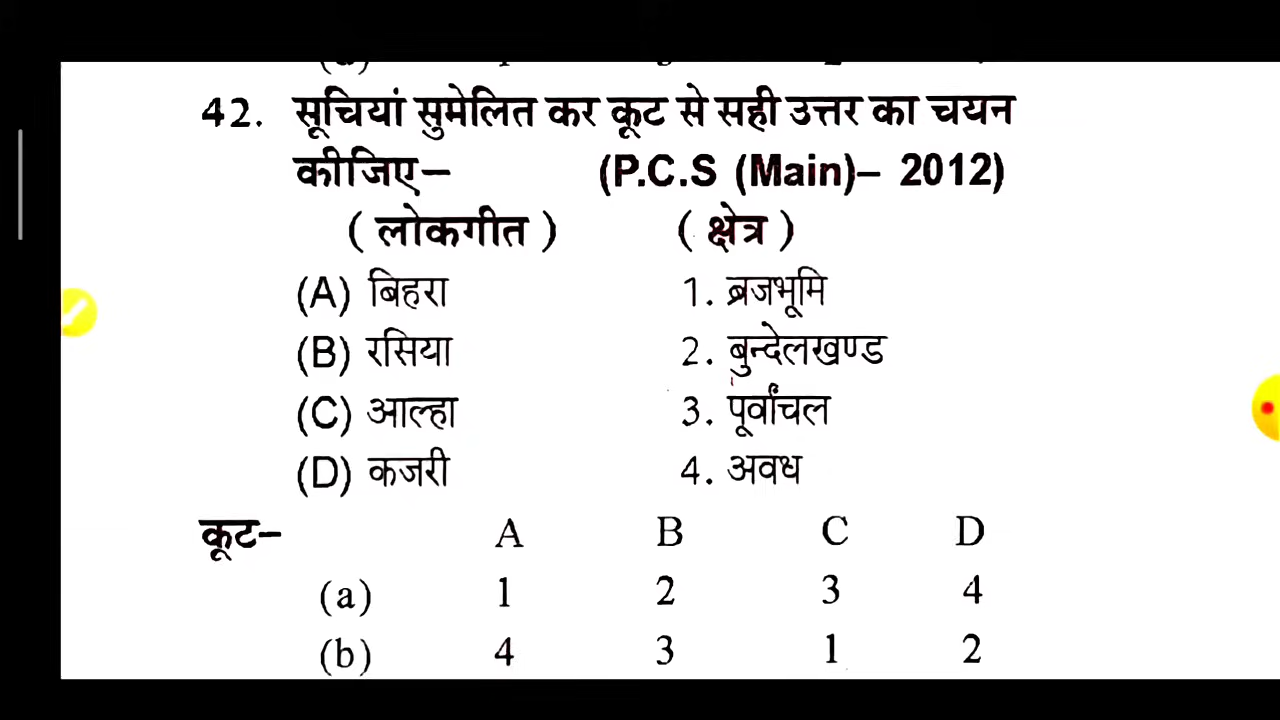 42. सूचियां सुमेलित कर कूट से सही उत्तर का चयन
कीजिए– (P.C.S (Main)– 2012)
( लोकगीत ) ( क्षेत्र )
(A) बिहरा 1. ब्रजभूमि
(B) रसिया 2. बुन्देलखण्ड
(C) आल्हा 3. पूर्वांचल
(D) कजरी 4. अवध
कूट– A B C D
(a) 1 2 3 4
(b) 4 3 1 2